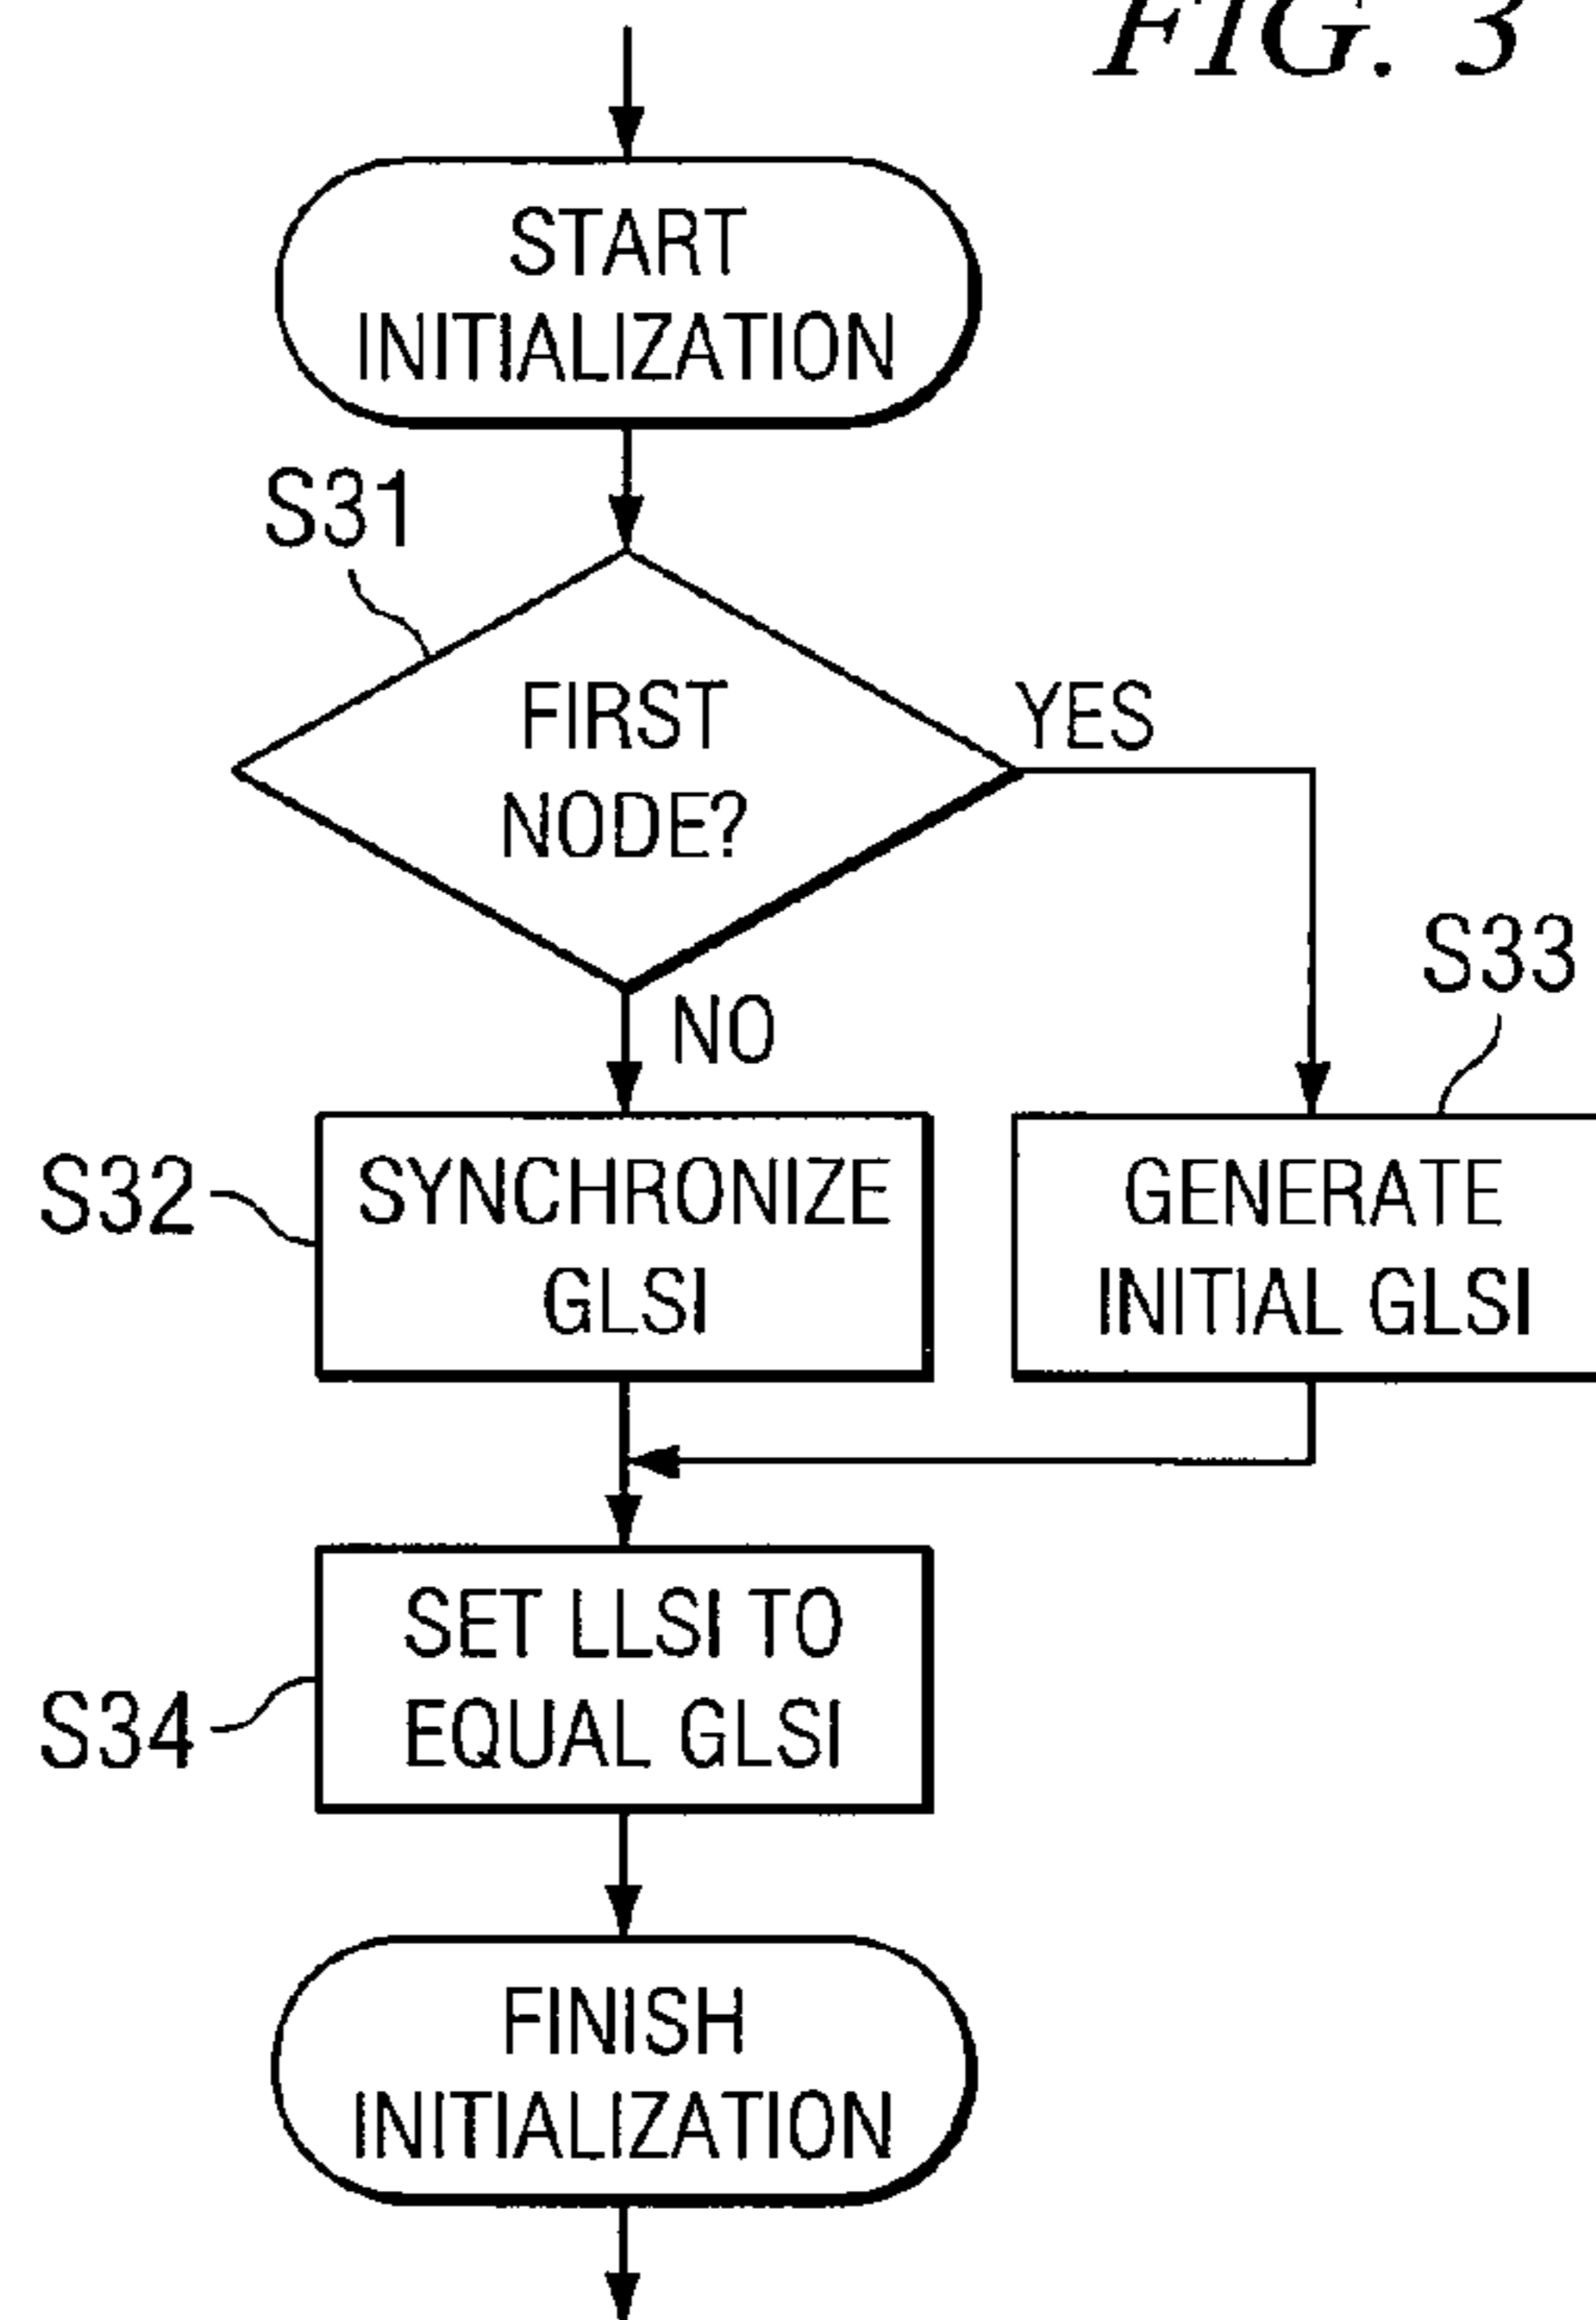 FIG. 3
START
INITIALIZATION
S31
FIRST
NODE?
YES
NO
S33
S32
SYNCHRONIZE
GLSI
GENERATE
INITIAL GLSI
SET LLSI TO
EQUAL GLSI
S34
FINISH
INITIALIZATION